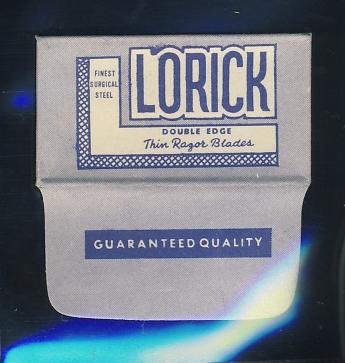 FINEST
SURGICAL
STEEL
LORICK
DOUBLE EDGE
Thin Razor Blades
GUARANTEED QUALITY